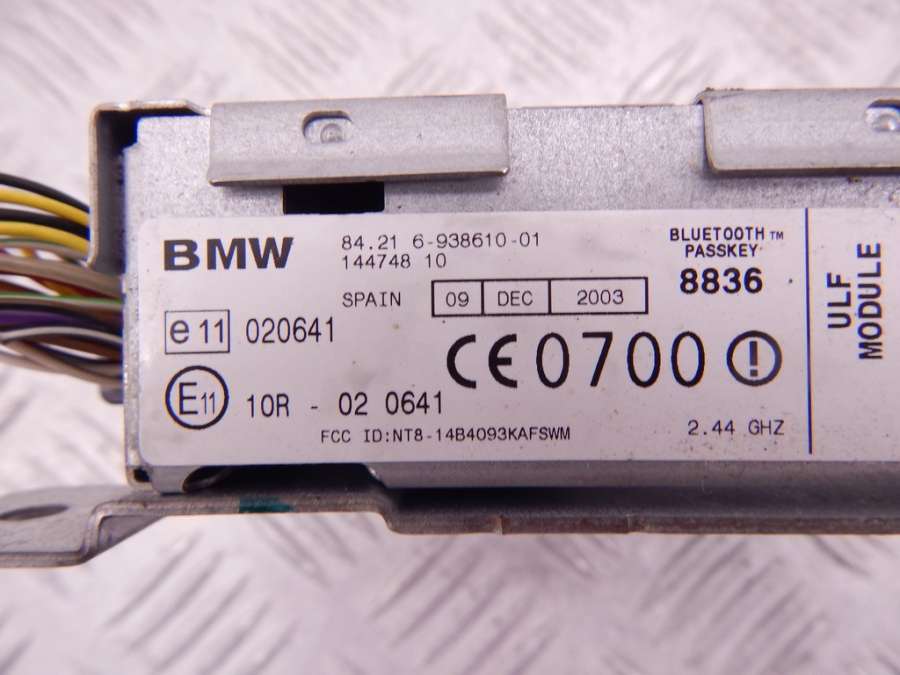 BMW
84.21 6-938610-01
144748 10
SPAIN 09 DEC 2003
BLUETOOTH™
PASSKEY
8836
e11 020641
CE0700
E11 10R - 02 0641
FCC ID:NT8-14B4093KAFSWM
2.44 GHZ
ULF
MODULE